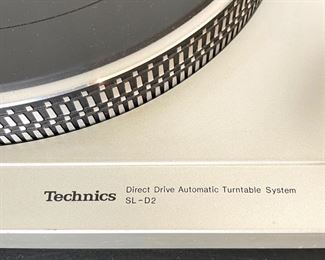 Technics Direct Drive Automatic Turntable System
SL-D2